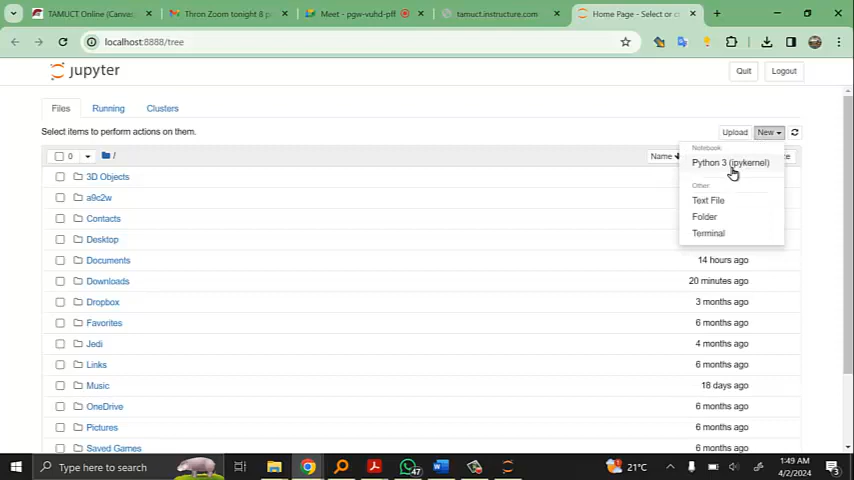 TAMUCT Online (Canva
Thron Zoom tonight 8 p
Meet - pgw-vuhd-pff
tamuct.instructure.com
Home Page - Select or c
localhost:8888/tree
jupyter
Quit
Logout
Files
Running
Clusters
Select items to perform actions on them.
Upload
New
0
/
Name
Notebook:
Python 3 (ipykernel)
Other:
Text File
Folder
Terminal
3D Objects
a9c2w
Contacts
Desktop
Documents
14 hours ago
Downloads
20 minutes ago
Dropbox
3 months ago
Favorites
6 months ago
Jedi
4 months ago
Links
6 months ago
Music
18 days ago
OneDrive
6 months ago
Pictures
6 months ago
Saved Games
6 months ago
Type here to search
47
21°C
1:49 AM
4/2/2024
3